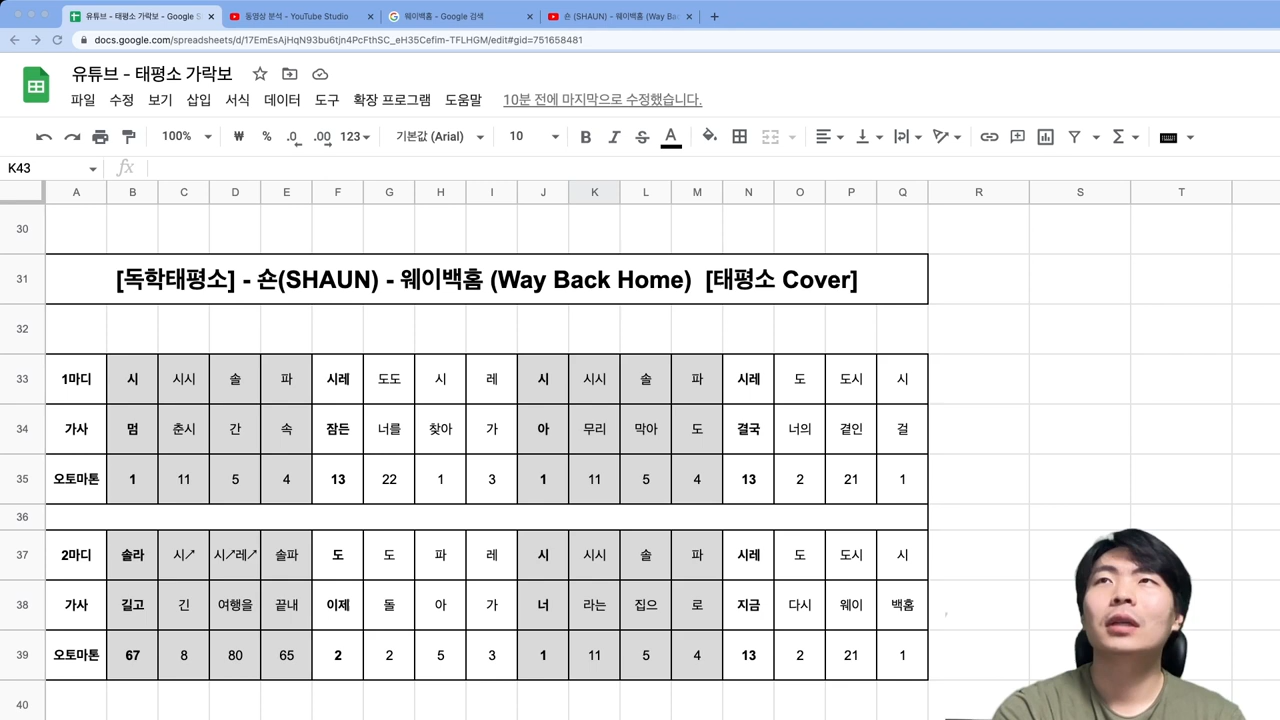 유튜브 - 태평소 가락보 - Google S
동영상 분석 - YouTube Studio
웨이백홈 - Google 검색
숀 (SHAUN) - 웨이백홈 (Way Bac
docs.google.com/spreadsheets/d/17EmEsAjHqN93bu6tjn4PcFthSC_eH35Cefim-TFLHGM/edit#gid=751658481
유튜브 - 태평소 가락보
파일 수정 보기 삽입 서식 데이터 도구 확장 프로그램 도움말 10분 전에 마지막으로 수정했습니다.
100% ₩ % .0 .00 123 기본값 (Arial) 10 B I S A
K43 fx
A B C D E F G H I J K L M N O P Q R S T
30
31 [독학태평소] - 숀(SHAUN) - 웨이백홈 (Way Back Home) [태평소 Cover]
32
33 1마디 시 시시 솔 파 시레 도도 시 레 시 시시 솔 파 시레 도 도시 시
34 가사 멈 춘시 간 속 잠든 너를 찾아 가 아 무리 막아 도 결국 너의 곁인 걸
35 오토마톤 1 11 5 4 13 22 1 3 1 11 5 4 13 2 21 1
36
37 2마디 솔라 시↗ 시↗레↗ 솔파 도 도 파 레 시 시시 솔 파 시레 도 도시 시
38 가사 길고 긴 여행을 끝내 이제 돌 아 가 너 라는 집으 로 지금 다시 웨이 백홈
39 오토마톤 67 8 80 65 2 2 5 3 1 11 5 4 13 2 21 1
40